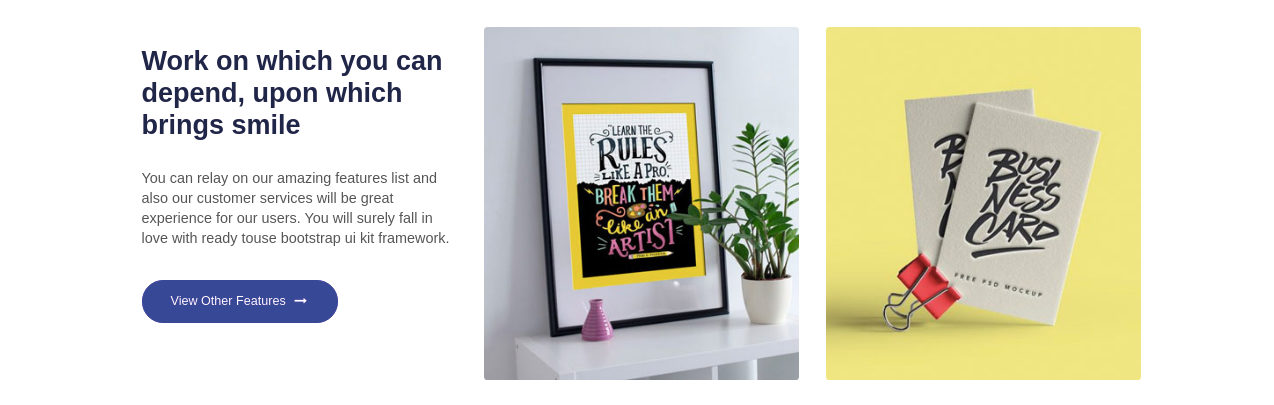 Work on which you can
depend, upon which
brings smile
You can relay on our amazing features list and
also our customer services will be great
experience for our users. You will surely fall in
love with ready touse bootstrap ui kit framework.
View Other Features
LEARN THE
RULES
LIKE A PRO,
BREAK THEM
like an
ARTIST
BUSI
NESS
CARD
FREE PSD MOCKUP